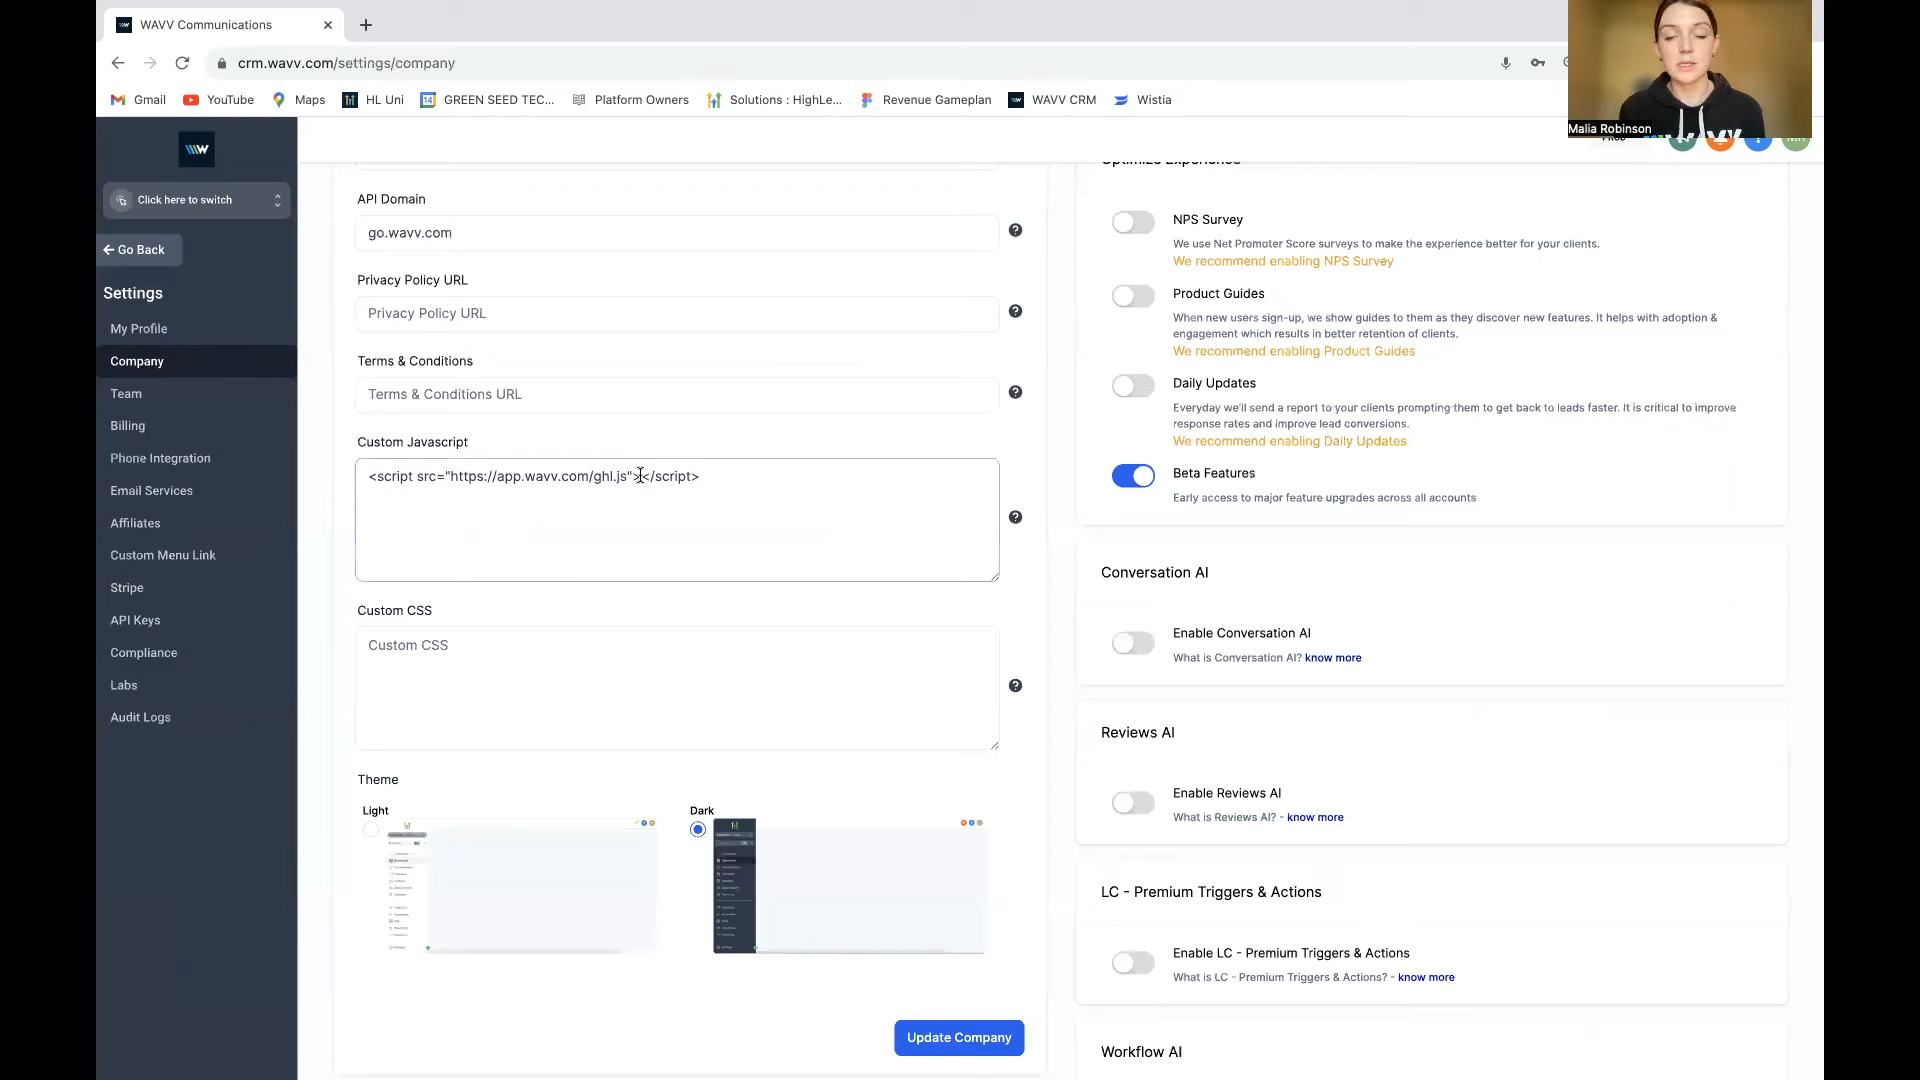 WAVV Communications
crm.wavv.com/settings/company
Gmail
YouTube
Maps
HL Uni
GREEN SEED TEC...
Platform Owners
Solutions : HighLe...
Revenue Gameplan
WAVV CRM
Wistia
Malia Robinson
Click here to switch
Go Back
Settings
My Profile
Company
Team
Billing
Phone Integration
Email Services
Affiliates
Custom Menu Link
Stripe
API Keys
Compliance
Labs
Audit Logs
API Domain
go.wavv.com
Privacy Policy URL
Privacy Policy URL
Terms & Conditions
Terms & Conditions URL
Custom Javascript
<script src="https://app.wavv.com/ghl.js"></script>
Custom CSS
Custom CSS
Theme
Light
Dark
Update Company
Optimize Experience
NPS Survey
We use Net Promoter Score surveys to make the experience better for your clients.
We recommend enabling NPS Survey
Product Guides
When new users sign-up, we show guides to them as they discover new features. It helps with adoption &
engagement which results in better retention of clients.
We recommend enabling Product Guides
Daily Updates
Everyday we'll send a report to your clients prompting them to get back to leads faster. It is critical to improve
response rates and improve lead conversions.
We recommend enabling Daily Updates
Beta Features
Early access to major feature upgrades across all accounts
Conversation AI
Enable Conversation AI
What is Conversation AI? know more
Reviews AI
Enable Reviews AI
What is Reviews AI? - know more
LC - Premium Triggers & Actions
Enable LC - Premium Triggers & Actions
What is LC - Premium Triggers & Actions? - know more
Workflow AI